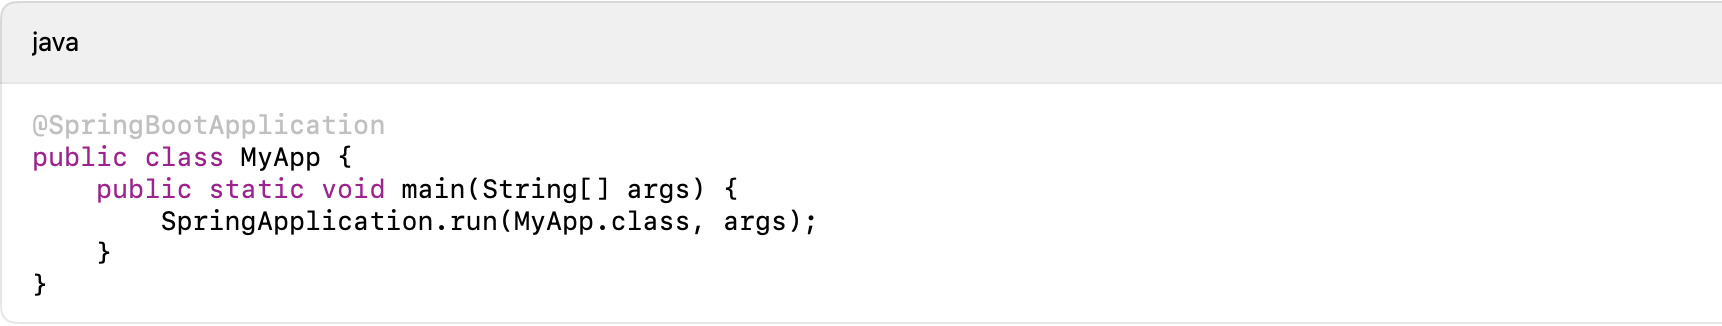 java
@SpringBootApplication
public class MyApp {
    public static void main(String[] args) {
        SpringApplication.run(MyApp.class, args);
    }
}